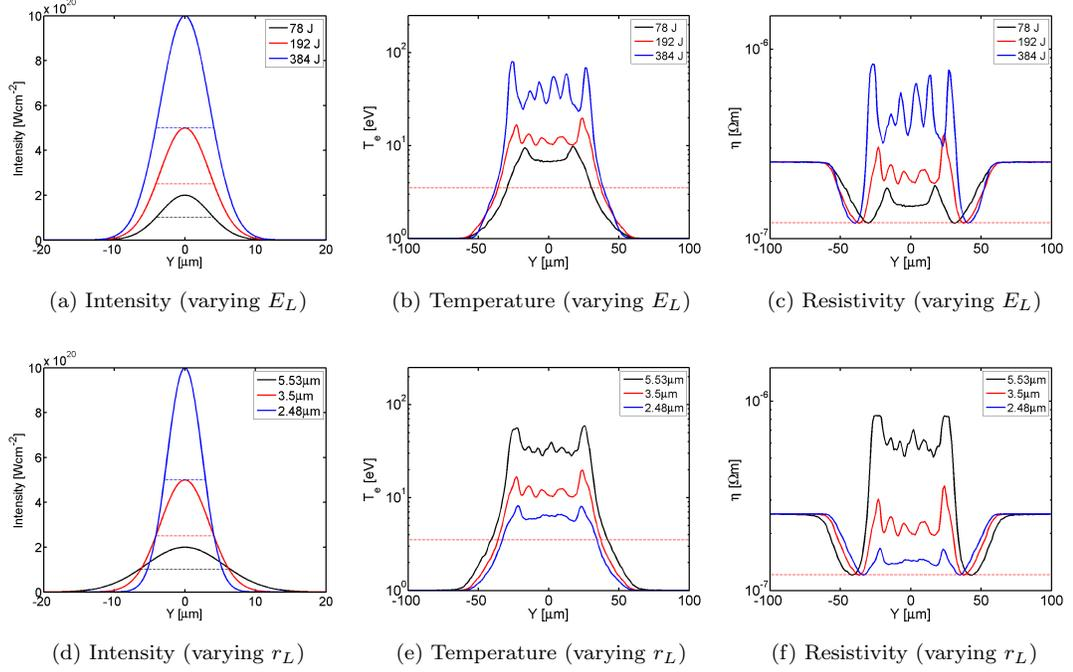 x 10^20
Intensity [Wcm^-2]
10
8
6
4
2
0
-20
-10
0
10
20
Y [μm]
78 J
192 J
384 J
(a) Intensity (varying E_L)
T_e [eV]
10^2
10^1
10^0
-100
-50
0
50
100
Y [μm]
78 J
192 J
384 J
(b) Temperature (varying E_L)
η [Ωm]
10^-6
10^-7
-100
-50
0
50
100
Y [μm]
78 J
192 J
384 J
(c) Resistivity (varying E_L)
x 10^20
Intensity [Wcm^-2]
10
8
6
4
2
0
-20
-10
0
10
20
Y [μm]
5.53μm
3.5μm
2.48μm
(d) Intensity (varying r_L)
T_e [eV]
10^2
10^1
10^0
-100
-50
0
50
100
Y [μm]
5.53μm
3.5μm
2.48μm
(e) Temperature (varying r_L)
η [Ωm]
10^-6
10^-7
-100
-50
0
50
100
Y [μm]
5.53μm
3.5μm
2.48μm
(f) Resistivity (varying r_L)